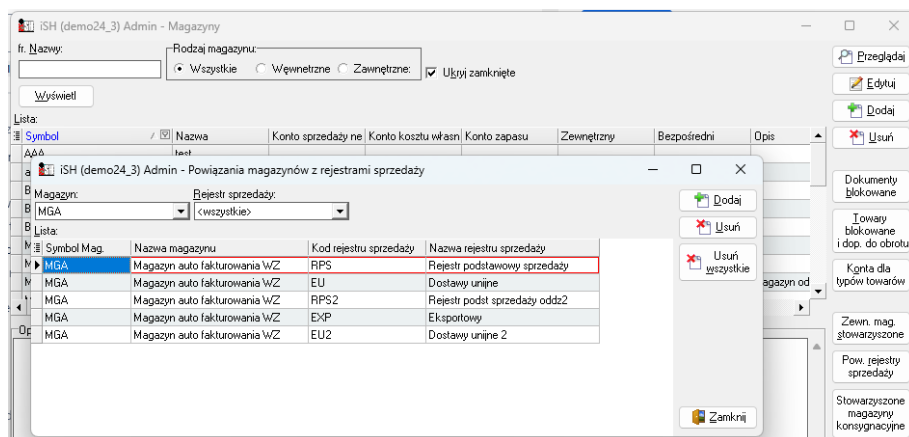 iSH (demo24_3) Admin - Magazyny
fr. Nazwy:
Rodzaj magazynu:
Wszystkie Węwnetrzne Zawnętrzne:
Ukryj zamknięte
Wyświetl
Lista:
Symbol Nazwa Konto sprzedaży ne Konto kosztu własn Konto zapasu Zewnętrzny Bezpośredni Opis
AAA test
Przeglądaj
Edytuj
Dodaj
Usuń
Dokumenty
blokowane
Towary
blokowane
i dop. do obrotu
Konta dla
typów towarów
Zewn. mag.
stowarzyszone
Pow. rejestry
sprzedaży
Stowarzyszone
magazyny
konsygnacyjne
agazyn od
iSH (demo24_3) Admin - Powiązania magazynów z rejestrami sprzedaży
Magazyn: Rejestr sprzedaży:
MGA <wszystkie>
Lista:
Symbol Mag. Nazwa magazynu Kod rejestru sprzedaży Nazwa rejestru sprzedaży
MGA Magazyn auto fakturowania WZ RPS Rejestr podstawowy sprzedaży
MGA Magazyn auto fakturowania WZ EU Dostawy unijne
MGA Magazyn auto fakturowania WZ RPS2 Rejestr podst sprzedaży oddz2
MGA Magazyn auto fakturowania WZ EXP Eksportowy
MGA Magazyn auto fakturowania WZ EU2 Dostawy unijne 2
Dodaj
Usuń
Usuń
wszystkie
Zamknij